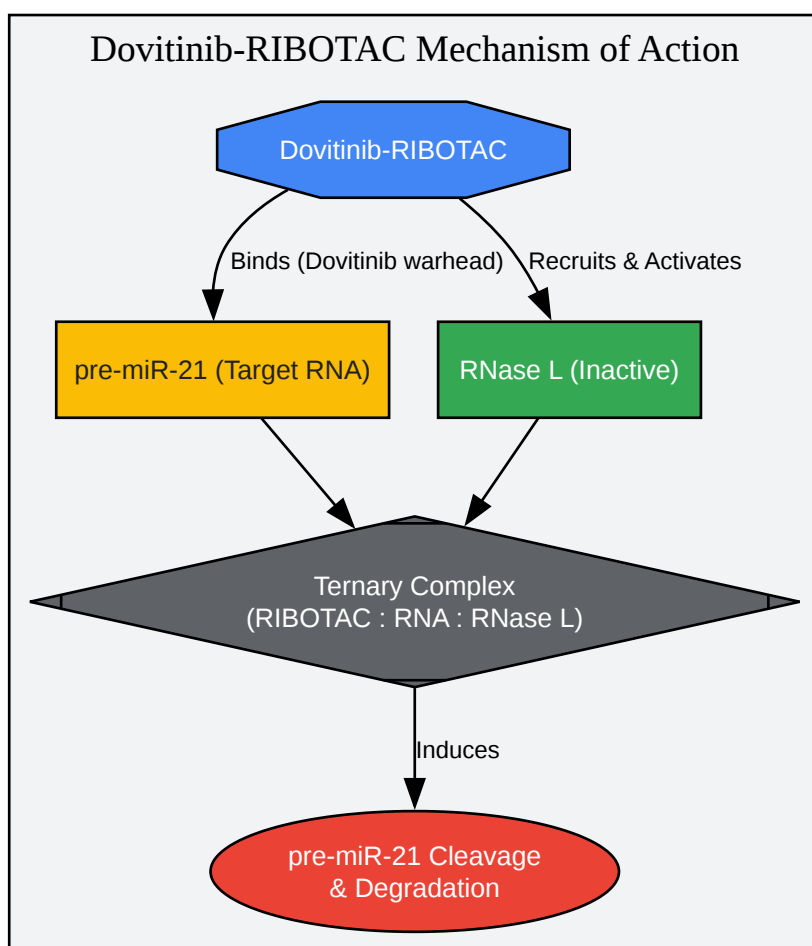 Dovitinib-RIBOTAC Mechanism of Action
Dovitinib-RIBOTAC
Binds (Dovitinib warhead)
Recruits & Activates
pre-miR-21 (Target RNA)
RNase L (Inactive)
Ternary Complex
(RIBOTAC : RNA : RNase L)
Induces
pre-miR-21 Cleavage
& Degradation